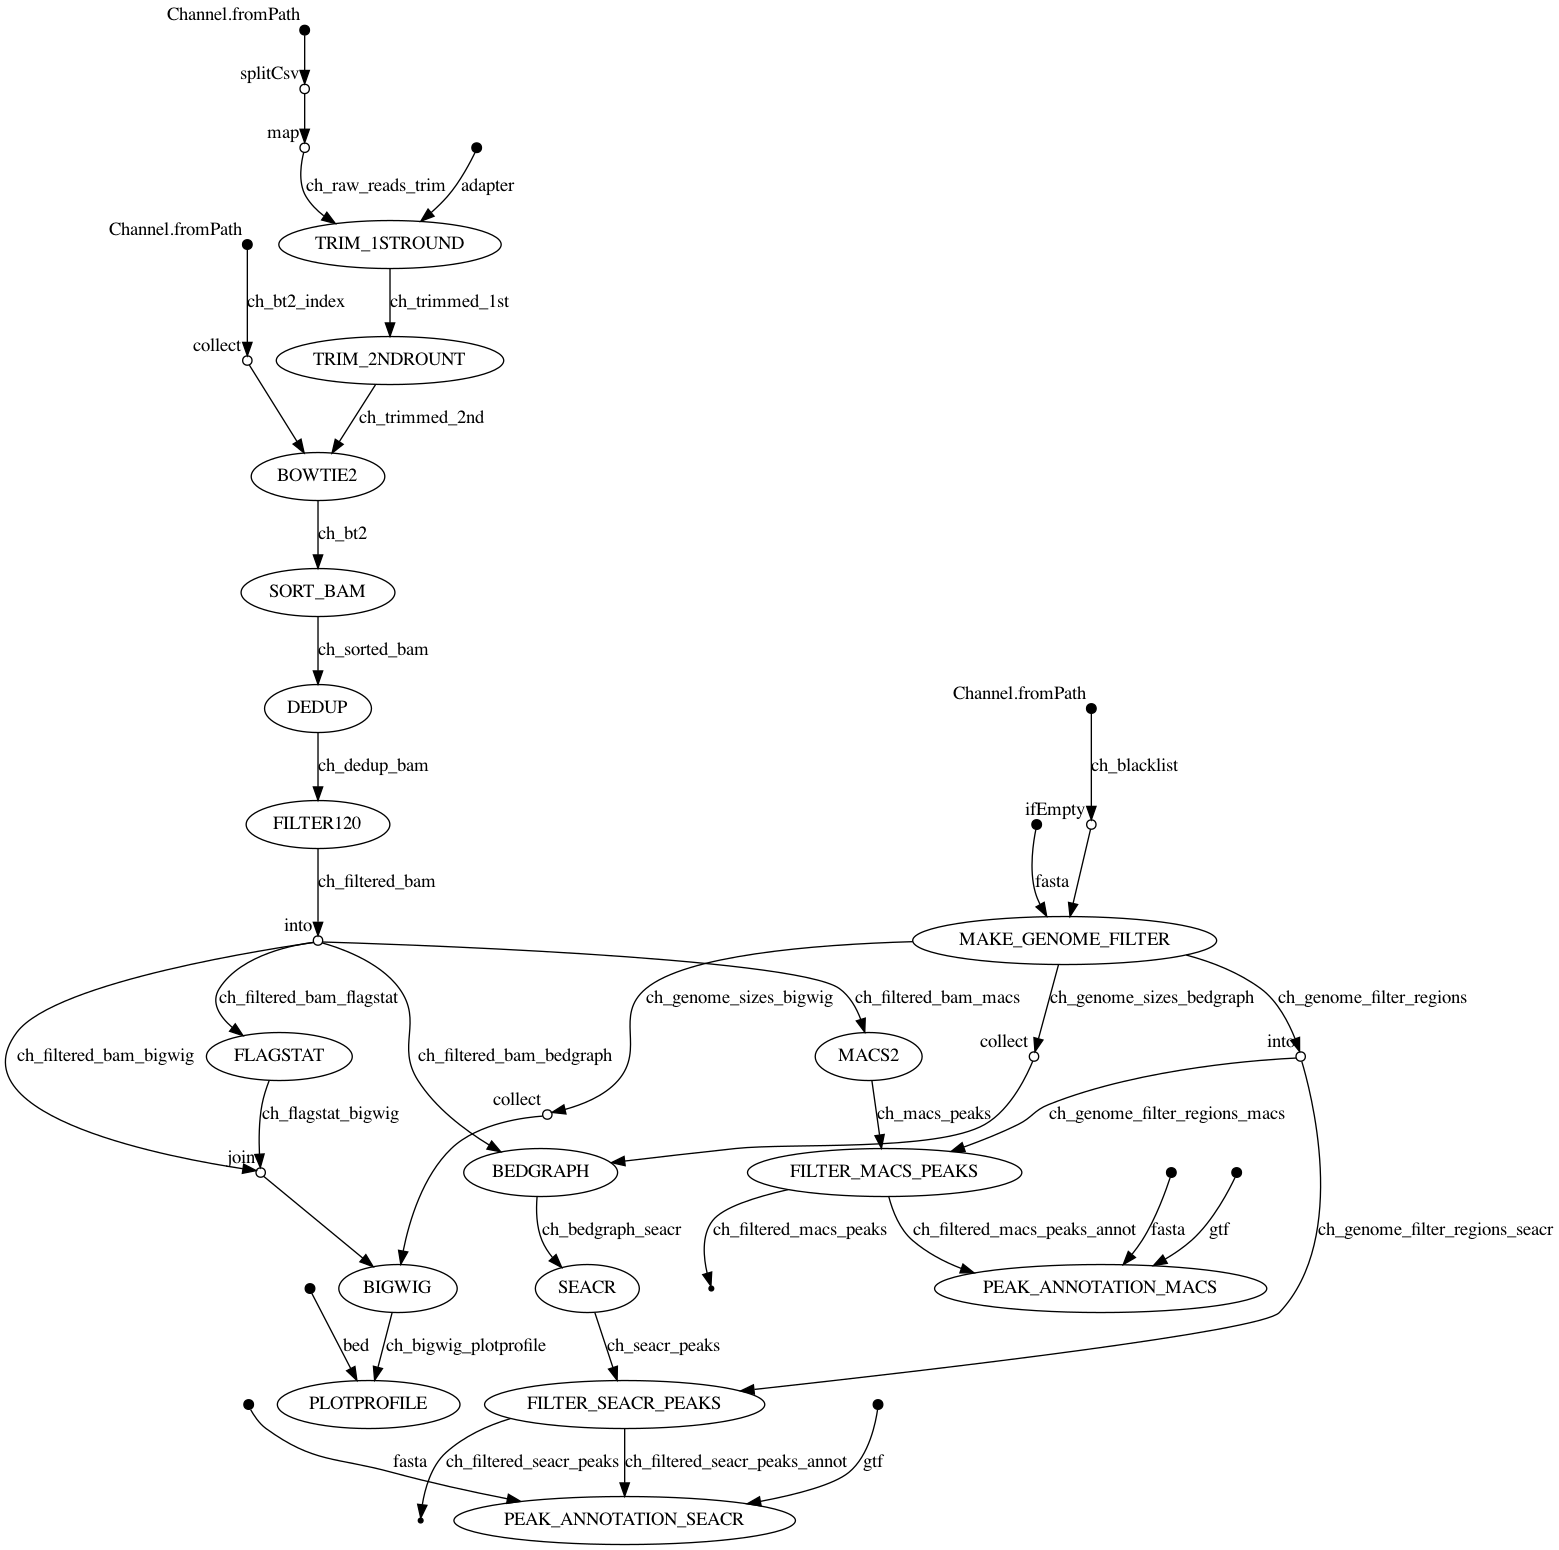 Channel.fromPath
splitCsv
map
ch_raw_reads_trim
adapter
Channel.fromPath
TRIM_1STROUND
ch_bt2_index
ch_trimmed_1st
collect
TRIM_2NDROUNT
ch_trimmed_2nd
BOWTIE2
ch_bt2
SORT_BAM
ch_sorted_bam
DEDUP
Channel.fromPath
ch_dedup_bam
ch_blacklist
ifEmpty
FILTER120
ch_filtered_bam
fasta
into
MAKE_GENOME_FILTER
ch_filtered_bam_flagstat
ch_genome_sizes_bigwig
ch_filtered_bam_macs
ch_genome_sizes_bedgraph
ch_genome_filter_regions
ch_filtered_bam_bigwig
FLAGSTAT
ch_filtered_bam_bedgraph
MACS2
collect
into
collect
ch_flagstat_bigwig
ch_macs_peaks
ch_genome_filter_regions_macs
join
BEDGRAPH
FILTER_MACS_PEAKS
ch_bedgraph_seacr
ch_filtered_macs_peaks
ch_filtered_macs_peaks_annot
fasta
gtf
ch_genome_filter_regions_seacr
BIGWIG
SEACR
PEAK_ANNOTATION_MACS
bed
ch_bigwig_plotprofile
ch_seacr_peaks
PLOTPROFILE
FILTER_SEACR_PEAKS
fasta
ch_filtered_seacr_peaks
ch_filtered_seacr_peaks_annot
gtf
PEAK_ANNOTATION_SEACR